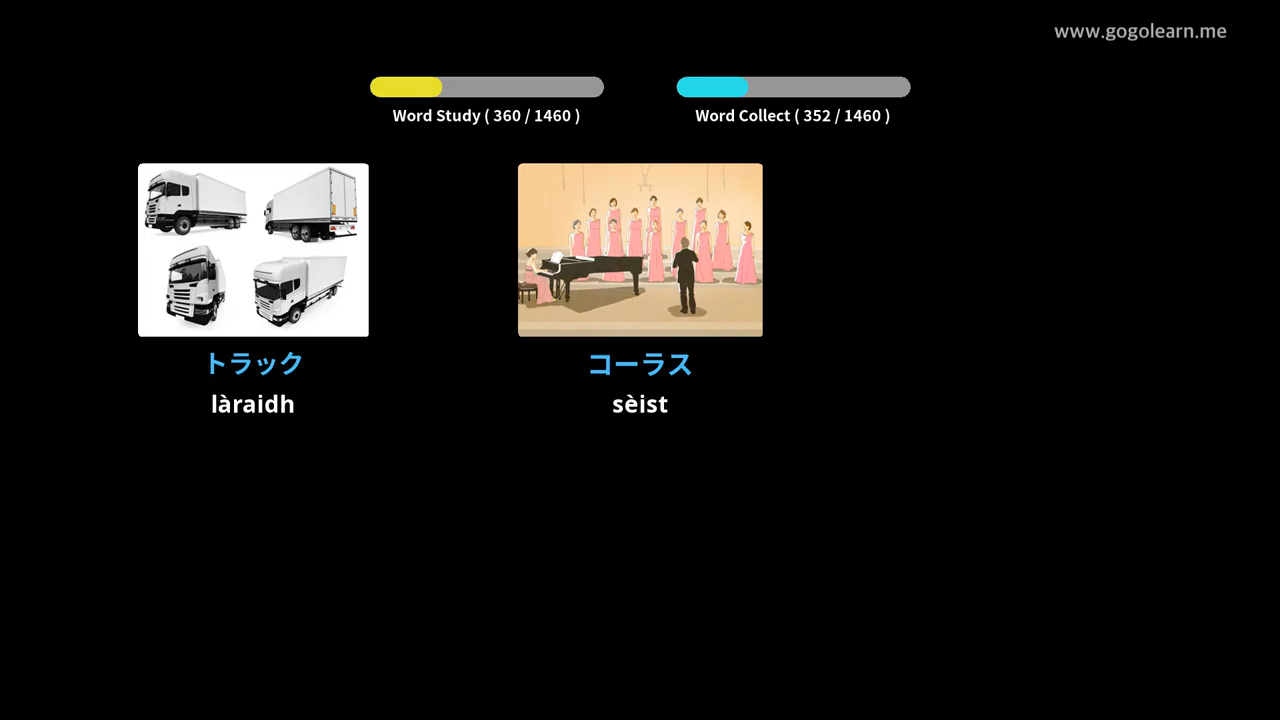 www.gogolearn.me
Word Study ( 360 / 1460 )
Word Collect ( 352 / 1460 )
トラック
làraidh
コーラス
sèist